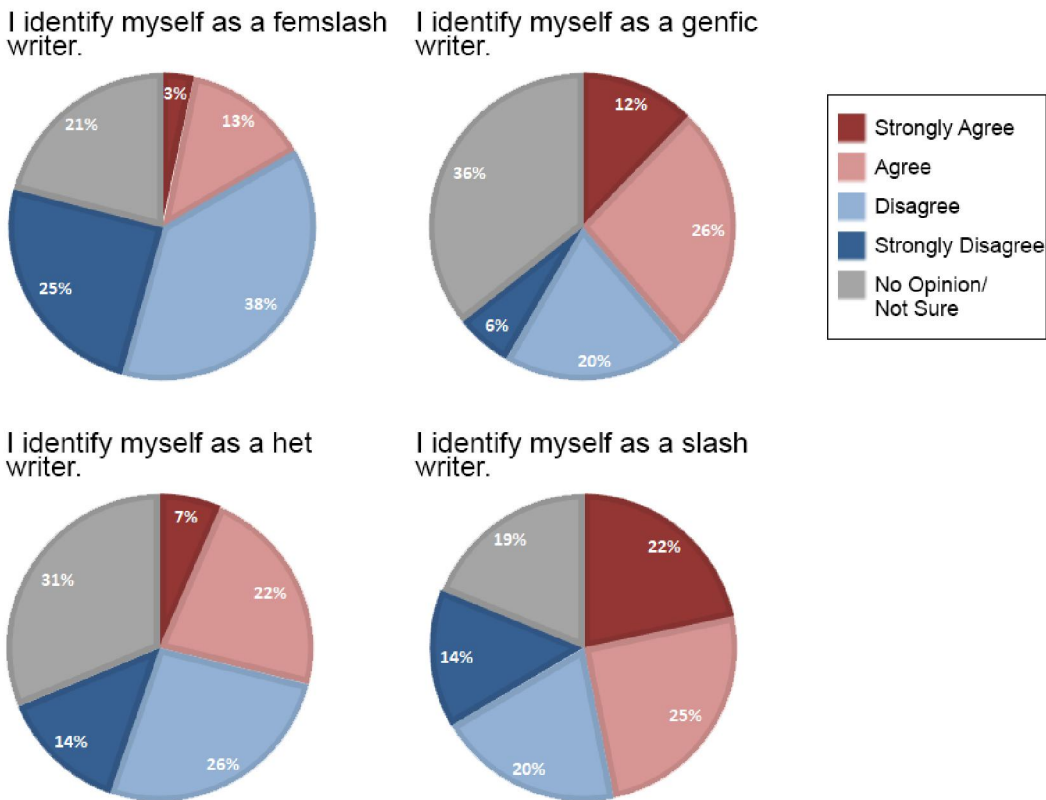 I identify myself as a femslash
writer.
3%
13%
38%
25%
21%
I identify myself as a genfic
writer.
12%
26%
20%
6%
36%
Strongly Agree
Agree
Disagree
Strongly Disagree
No Opinion/
Not Sure
I identify myself as a het
writer.
7%
22%
26%
14%
31%
I identify myself as a slash
writer.
22%
25%
20%
14%
19%